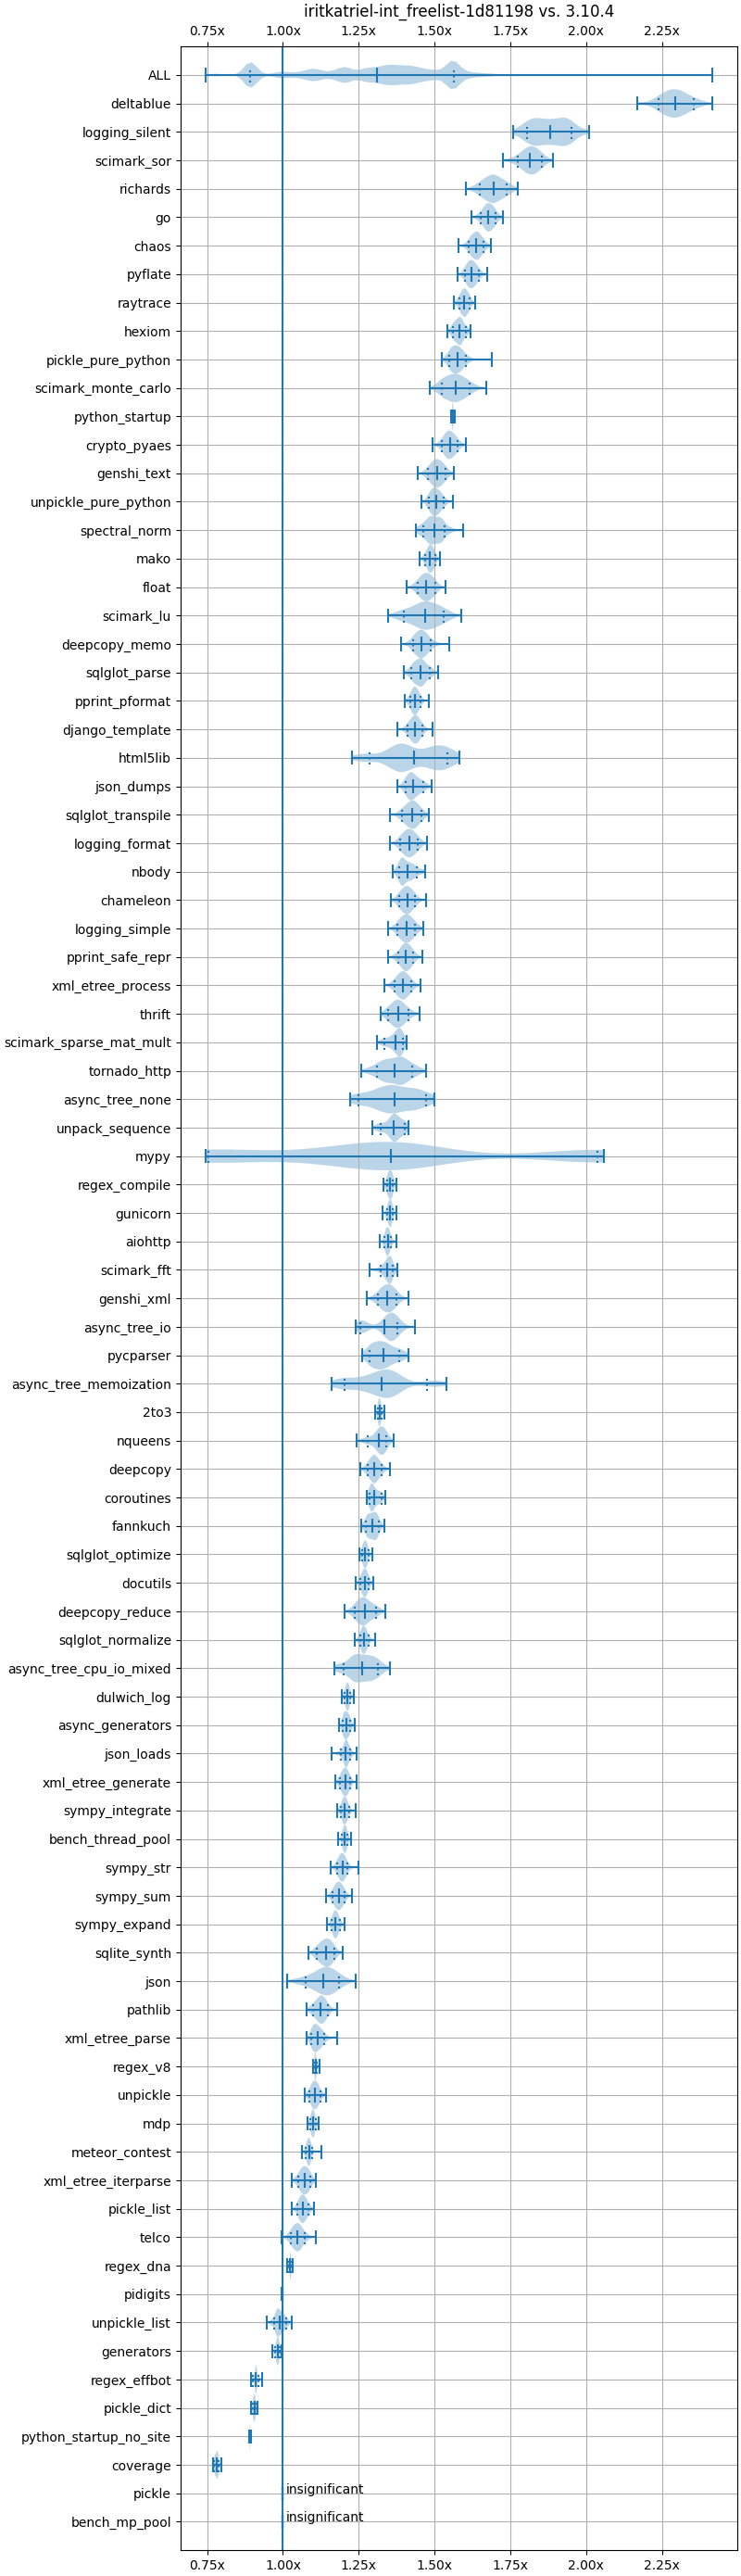 iritkatriel-int_freelist-1d81198 vs. 3.10.4
0.75x 1.00x 1.25x 1.50x 1.75x 2.00x 2.25x
ALL
deltablue
logging_silent
scimark_sor
richards
go
chaos
pyflate
raytrace
hexiom
pickle_pure_python
scimark_monte_carlo
python_startup
crypto_pyaes
genshi_text
unpickle_pure_python
spectral_norm
mako
float
scimark_lu
deepcopy_memo
sqlglot_parse
pprint_pformat
django_template
html5lib
json_dumps
sqlglot_transpile
logging_format
nbody
chameleon
logging_simple
pprint_safe_repr
xml_etree_process
thrift
scimark_sparse_mat_mult
tornado_http
async_tree_none
unpack_sequence
mypy
regex_compile
gunicorn
aiohttp
scimark_fft
genshi_xml
async_tree_io
pycparser
async_tree_memoization
2to3
nqueens
deepcopy
coroutines
fannkuch
sqlglot_optimize
docutils
deepcopy_reduce
sqlglot_normalize
async_tree_cpu_io_mixed
dulwich_log
async_generators
json_loads
xml_etree_generate
sympy_integrate
bench_thread_pool
sympy_str
sympy_sum
sympy_expand
sqlite_synth
json
pathlib
xml_etree_parse
regex_v8
unpickle
mdp
meteor_contest
xml_etree_iterparse
pickle_list
telco
regex_dna
pidigits
unpickle_list
generators
regex_effbot
pickle_dict
python_startup_no_site
coverage
pickle insignificant
bench_mp_pool insignificant
0.75x 1.00x 1.25x 1.50x 1.75x 2.00x 2.25x